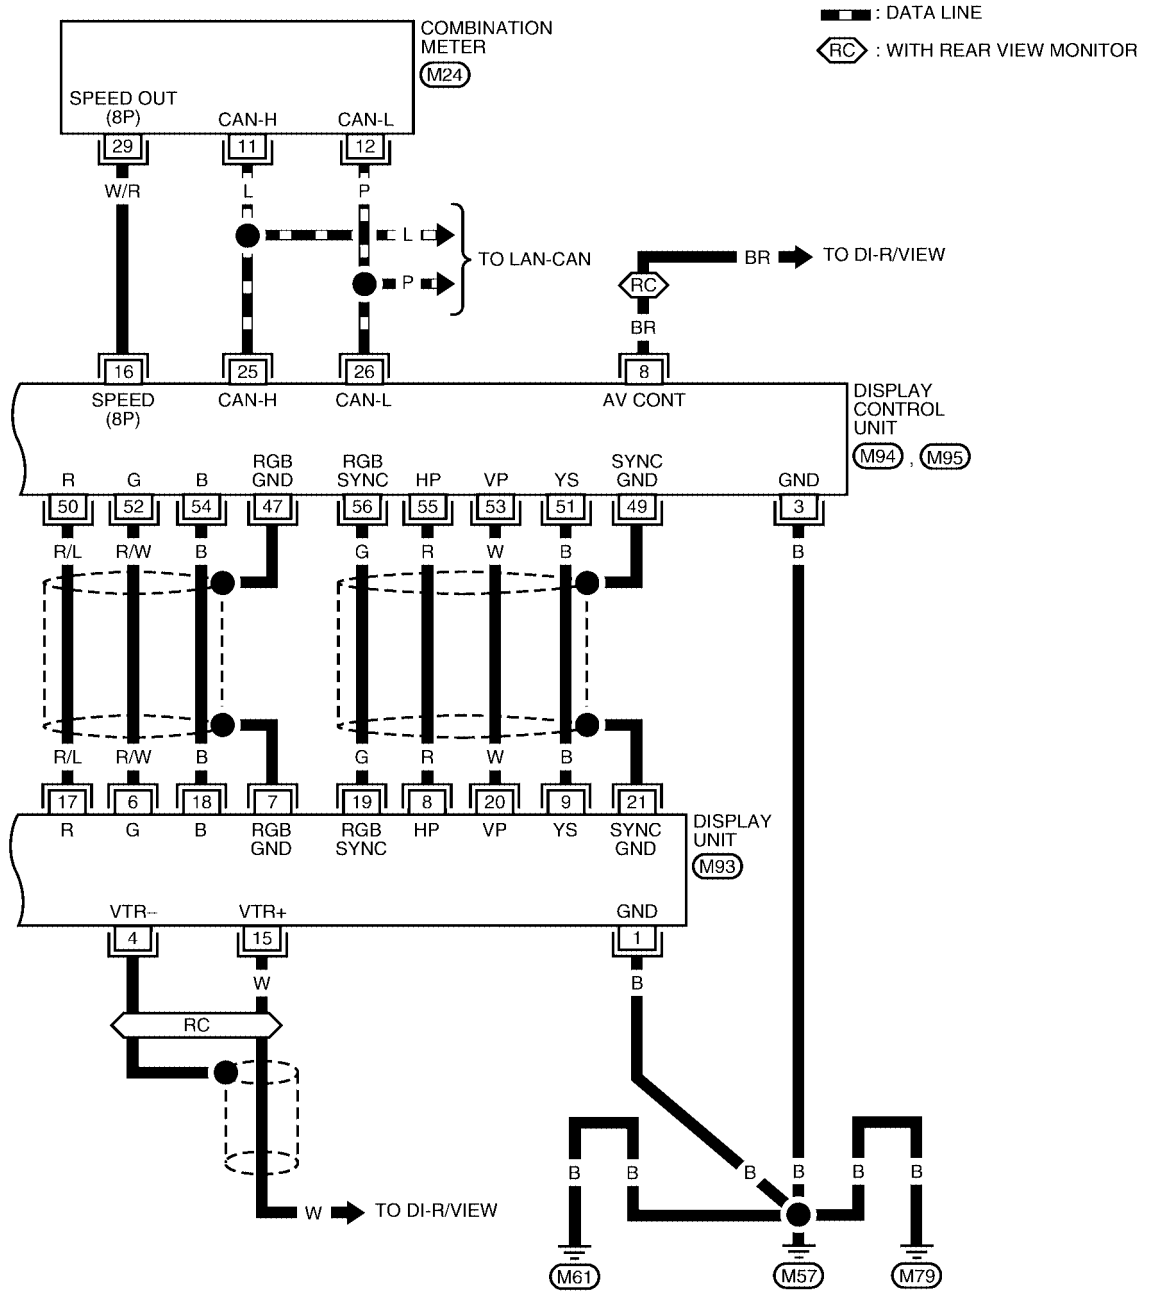 : DATA LINE
RC : WITH REAR VIEW MONITOR
COMBINATION
METER
M24
SPEED OUT
(8P)
CAN-H
CAN-L
29
11
12
W/R
L
P
L
P
TO LAN-CAN
BR
TO DI-R/VIEW
RC
BR
16
25
26
8
SPEED
(8P)
CAN-H
CAN-L
AV CONT
DISPLAY
CONTROL
UNIT
M94 , M95
R
G
B
RGB
GND
RGB
SYNC
HP
VP
YS
SYNC
GND
GND
50
52
54
47
56
55
53
51
49
3
R/L
R/W
B
G
R
W
B
B
R/L
R/W
B
G
R
W
B
17
6
18
7
19
8
20
9
21
R
G
B
RGB
GND
RGB
SYNC
HP
VP
YS
SYNC
GND
DISPLAY
UNIT
M93
VTR-
VTR+
GND
4
15
1
W
B
RC
W
TO DI-R/VIEW
B
B
B
B
B
B
M61
M57
M79